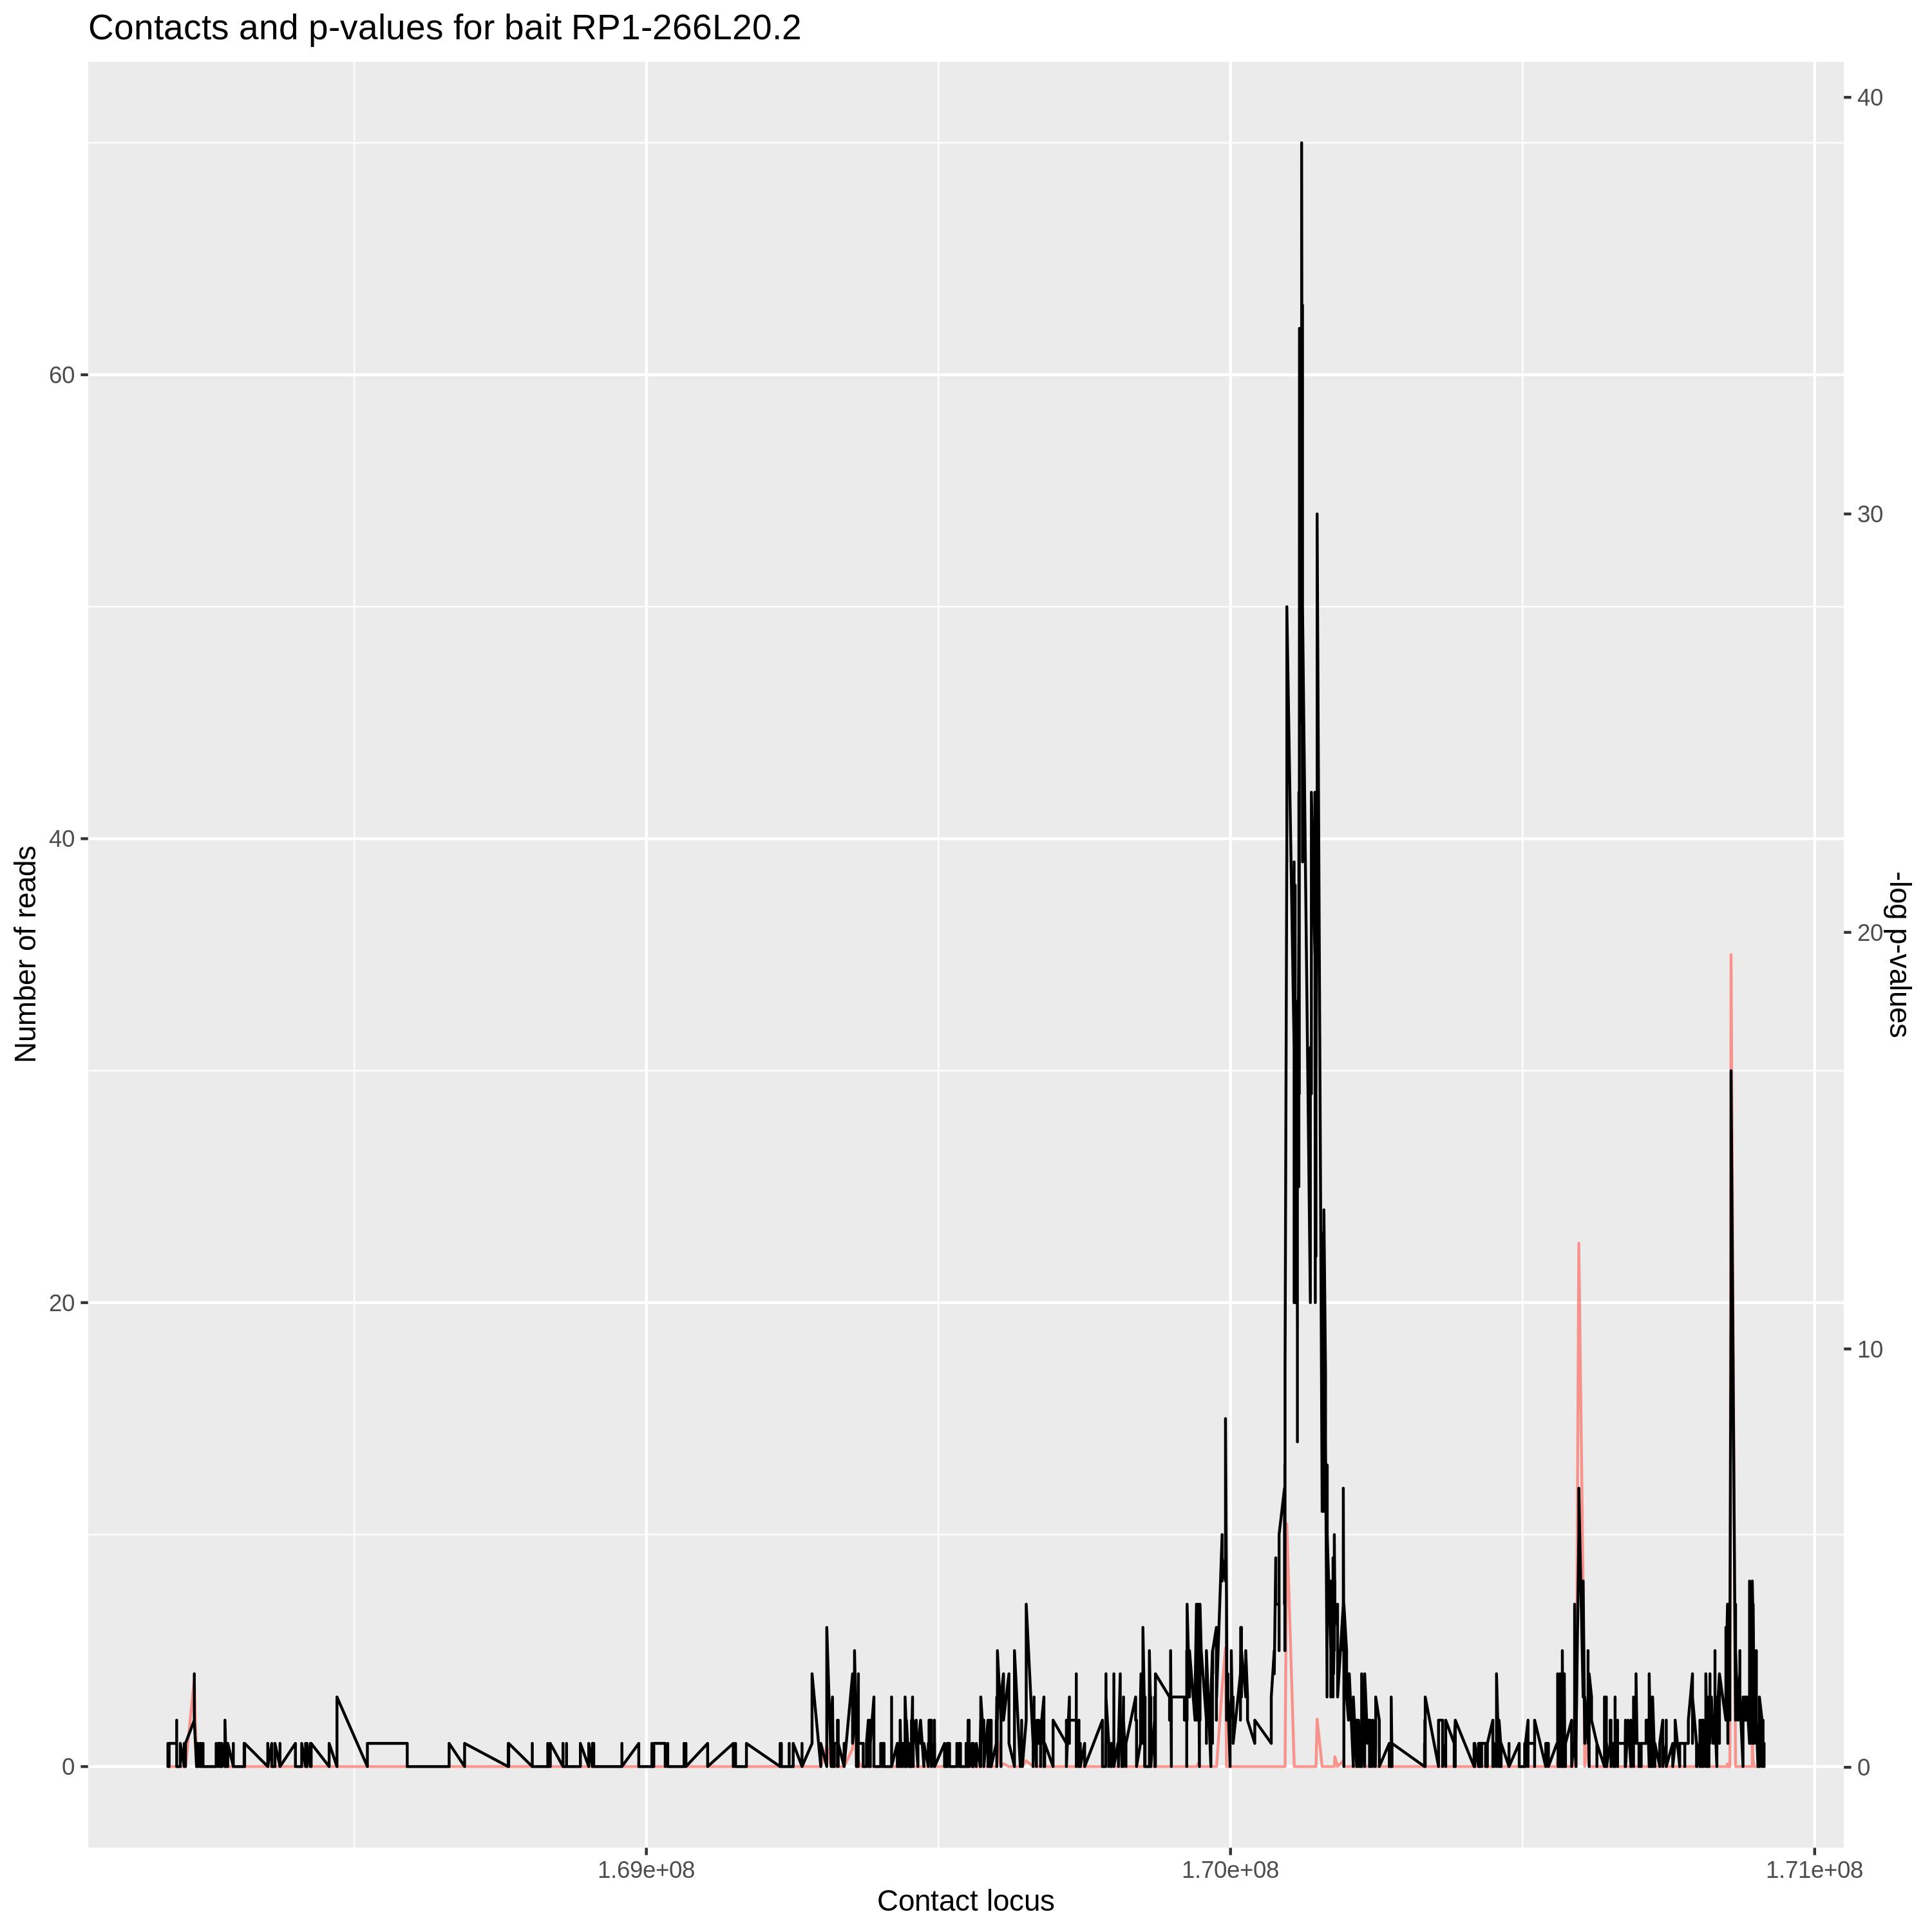 Contacts and p-values for bait RP1-266L20.2
40
30
20
10
0
60
40
20
0
Number of reads
-log p-values
1.69e+08
1.70e+08
1.71e+08
Contact locus